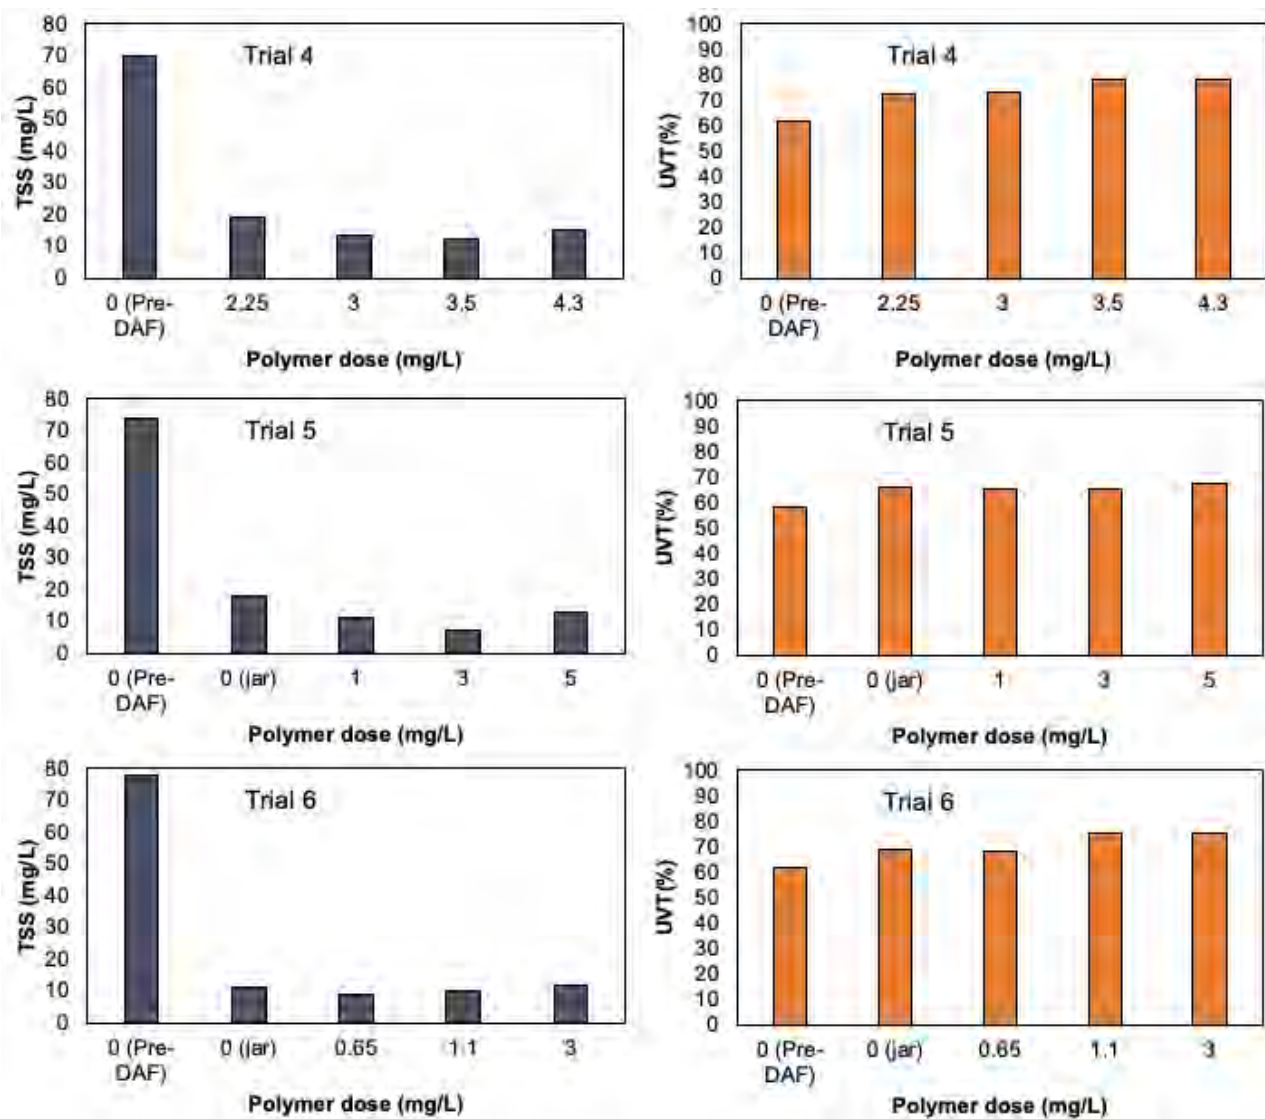 TSS (mg/L)
80
70
60
50
40
30
20
10
0
Trial 4
0 (Pre-
DAF)
2.25
3
3.5
4.3
Polymer dose (mg/L)
UVT(%)
100
90
80
70
60
50
40
30
20
10
0
Trial 4
0 (Pre-
DAF)
2.25
3
3.5
4.3
Polymer dose (mg/L)
TSS (mg/L)
80
70
60
50
40
30
20
10
0
Trial 5
0 (Pre-
DAF)
0 (jar)
1
3
5
Polymer dose (mg/L)
UVT(%)
100
90
80
70
60
50
40
30
20
10
0
Trial 5
0 (Pre-
DAF)
0 (jar)
1
3
5
Polymer dose (mg/L)
TSS (mg/L)
80
70
60
50
40
30
20
10
0
Trial 6
0 (Pre-
DAF)
0 (jar)
0.65
1.1
3
Polymer dose (mg/L)
UVT(%)
100
90
80
70
60
50
40
30
20
10
0
Trial 6
0 (Pre-
DAF)
0 (jar)
0.65
1.1
3
Polymer dose (mg/L)